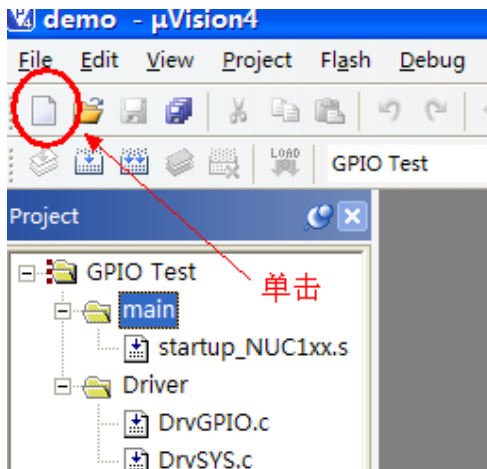 demo - µVision4
File Edit View Project Flash Debug
LOAD
GPIO Test
Project
GPIO Test
单击
main
startup_NUC1xx.s
Driver
DrvGPIO.c
DrvSYS.c